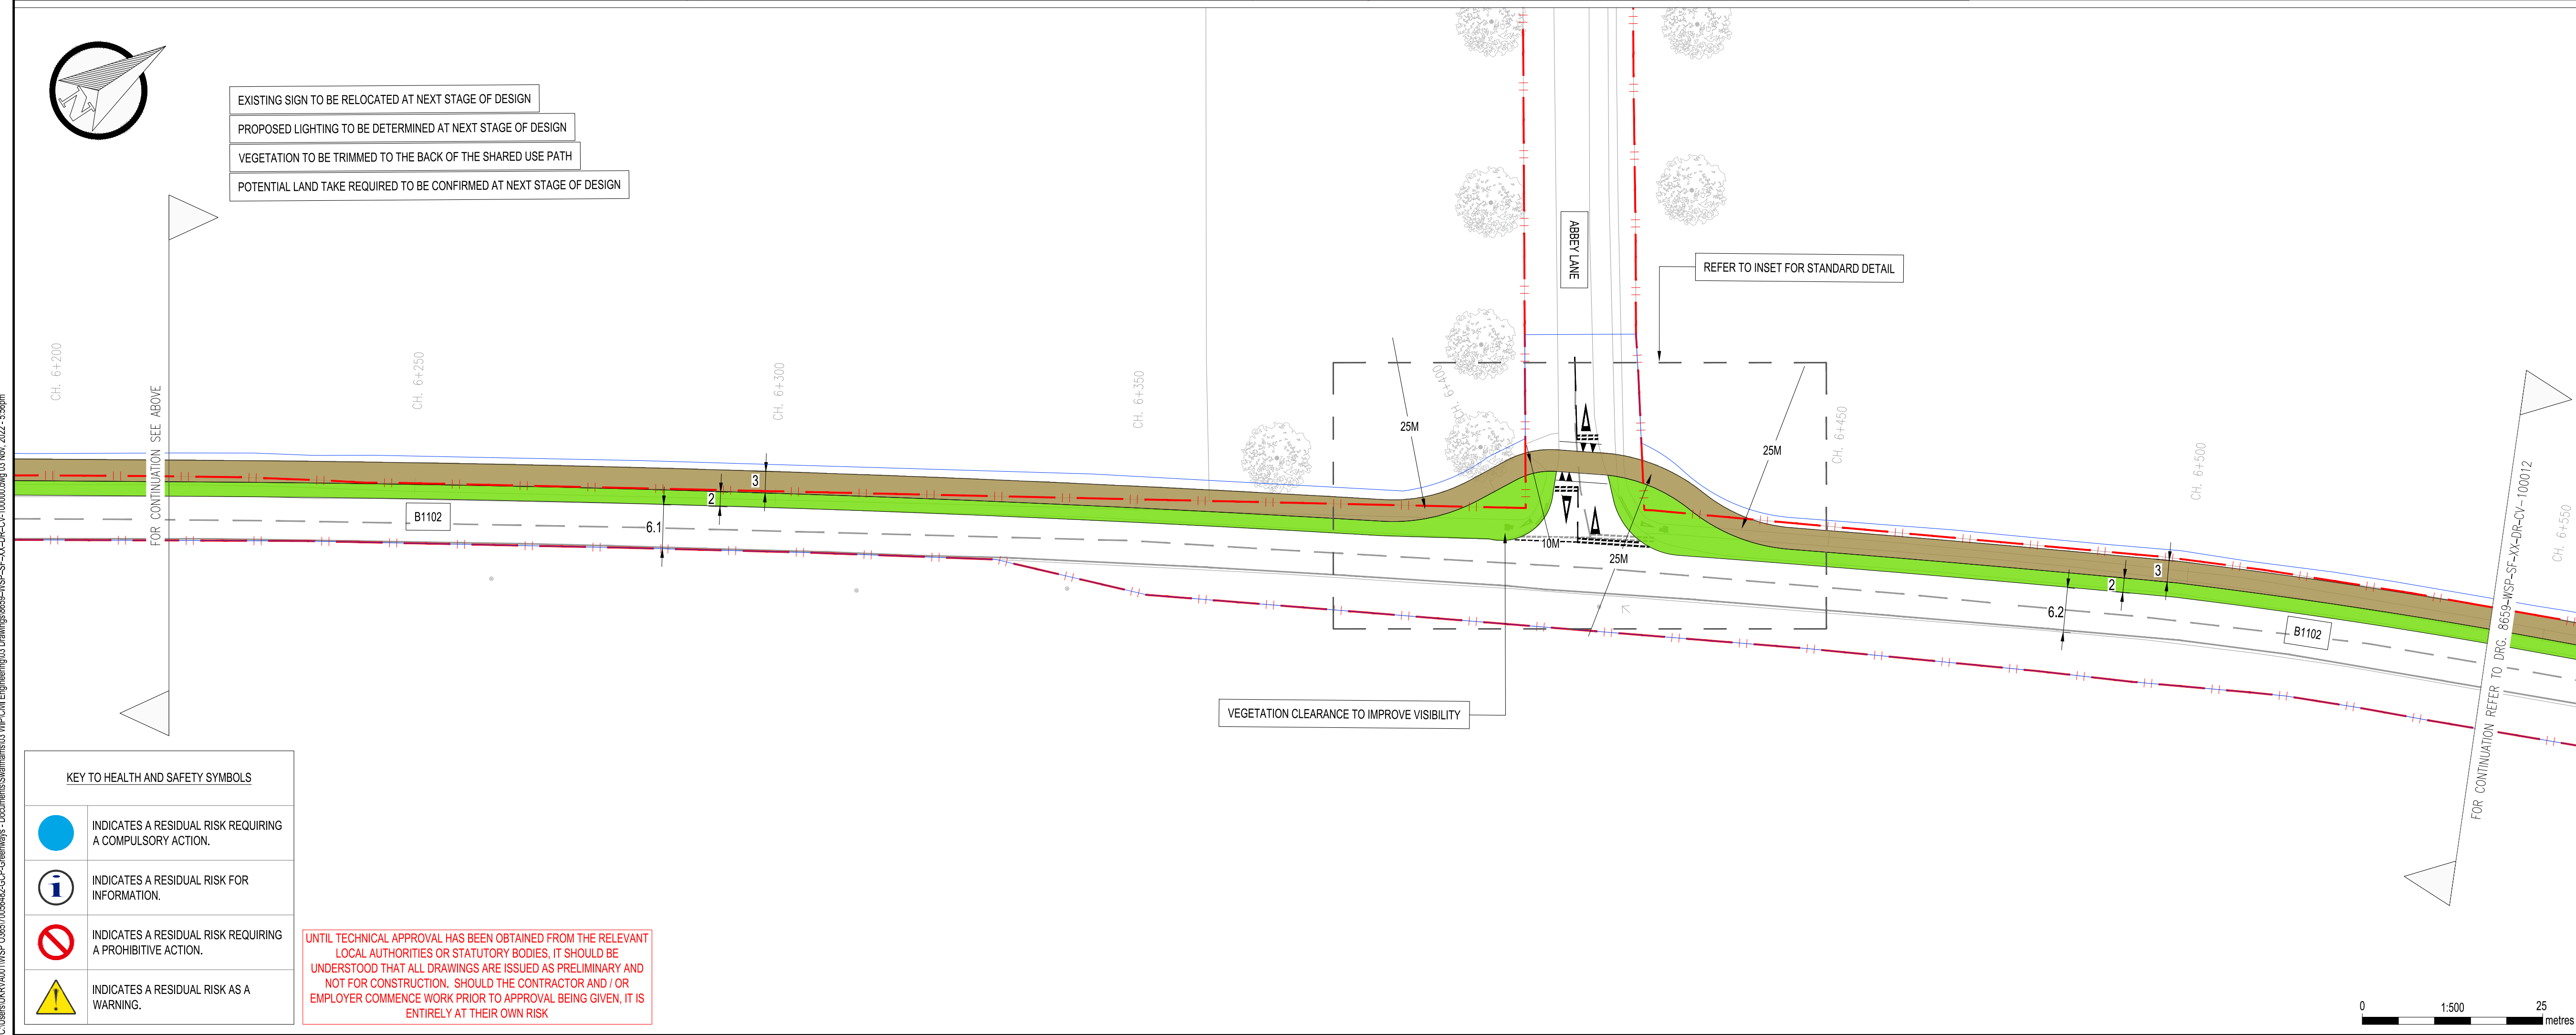 N
EXISTING SIGN TO BE RELOCATED AT NEXT STAGE OF DESIGN
PROPOSED LIGHTING TO BE DETERMINED AT NEXT STAGE OF DESIGN
VEGETATION TO BE TRIMMED TO THE BACK OF THE SHARED USE PATH
POTENTIAL LAND TAKE REQUIRED TO BE CONFIRMED AT NEXT STAGE OF DESIGN
ABBEY LANE
REFER TO INSET FOR STANDARD DETAIL
CH. 6+200
CH. 6+250
CH. 6+300
CH. 6+350
CH. 6+400
CH. 6+450
CH. 6+500
CH. 6+550
FOR CONTINUATION SEE ABOVE
25M
25M
3
2
6.1
B1102
10M
25M
3
2
6.2
B1102
FOR CONTINUATION REFER TO DRG. 8659-WSP-SF-XX-DR-CV-100012
VEGETATION CLEARANCE TO IMPROVE VISIBILITY
KEY TO HEALTH AND SAFETY SYMBOLS
INDICATES A RESIDUAL RISK REQUIRING
A COMPULSORY ACTION.
i
INDICATES A RESIDUAL RISK FOR
INFORMATION.
INDICATES A RESIDUAL RISK REQUIRING
A PROHIBITIVE ACTION.
!
INDICATES A RESIDUAL RISK AS A
WARNING.
UNTIL TECHNICAL APPROVAL HAS BEEN OBTAINED FROM THE RELEVANT
LOCAL AUTHORITIES OR STATUTORY BODIES, IT SHOULD BE
UNDERSTOOD THAT ALL DRAWINGS ARE ISSUED AS PRELIMINARY AND
NOT FOR CONSTRUCTION. SHOULD THE CONTRACTOR AND / OR
EMPLOYER COMMENCE WORK PRIOR TO APPROVAL BEING GIVEN, IT IS
ENTIRELY AT THEIR OWN RISK
0 1:500 25
metres